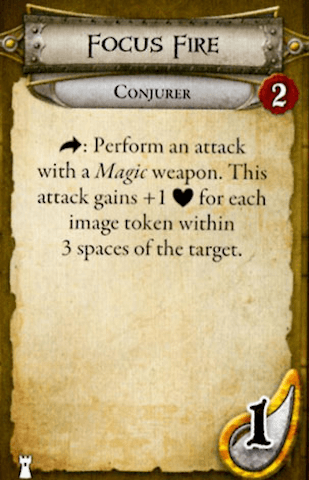 Focus Fire
Conjurer
2
: Perform an attack
with a Magic weapon. This
attack gains +1 ♥ for each
image token within
3 spaces of the target.
1